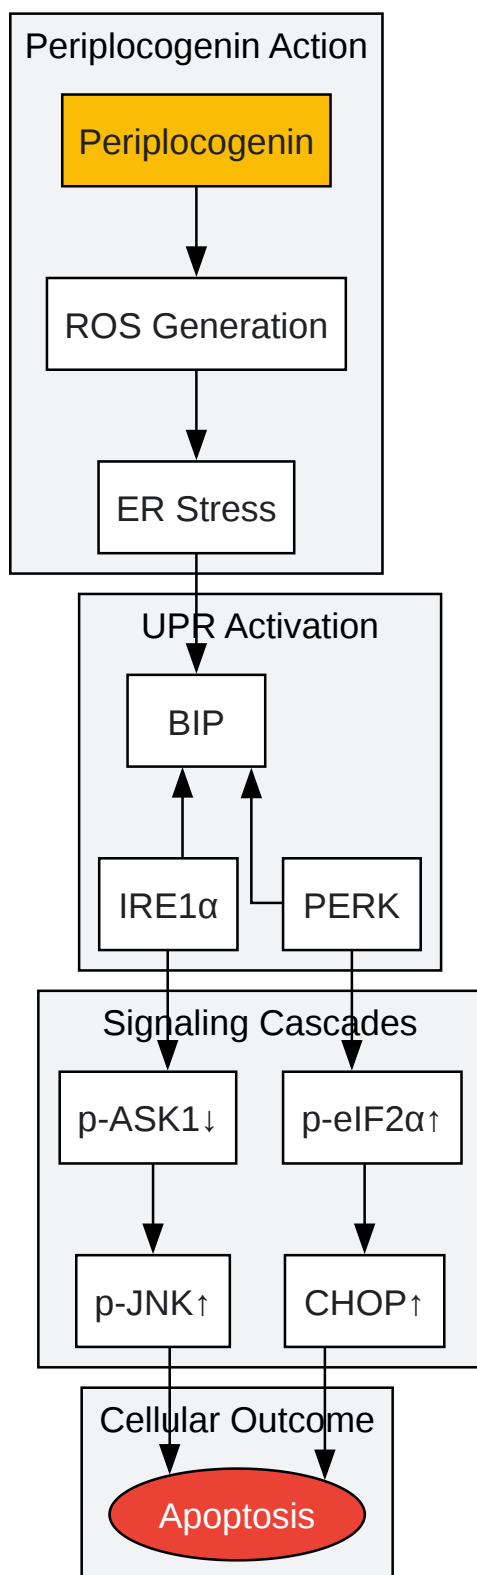 Periplocogenin Action
Periplocogenin
ROS Generation
ER Stress
UPR Activation
BIP
IRE1α
PERK
Signaling Cascades
p-ASK1↓
p-eIF2α↑
p-JNK↑
CHOP↑
Cellular Outcome
Apoptosis